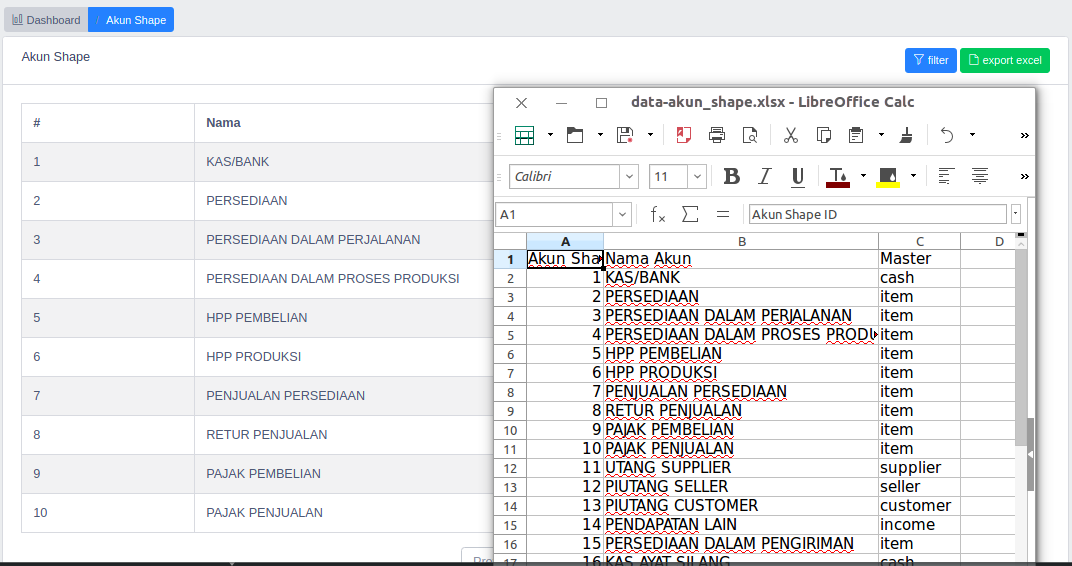 Dashboard / Akun Shape
Akun Shape
filter
export excel
# Nama
1 KAS/BANK
2 PERSEDIAAN
3 PERSEDIAAN DALAM PERJALANAN
4 PERSEDIAAN DALAM PROSES PRODUKSI
5 HPP PEMBELIAN
6 HPP PRODUKSI
7 PENJUALAN PERSEDIAAN
8 RETUR PENJUALAN
9 PAJAK PEMBELIAN
10 PAJAK PENJUALAN
data-akun_shape.xlsx - LibreOffice Calc
Calibri 11 B I U
A1 Akun Shape ID
A B C D
1 Akun Sha Nama Akun Master
2 1 KAS/BANK cash
3 2 PERSEDIAAN item
4 3 PERSEDIAAN DALAM PERJALANAN item
5 4 PERSEDIAAN DALAM PROSES PRODU item
6 5 HPP PEMBELIAN item
7 6 HPP PRODUKSI item
8 7 PENJUALAN PERSEDIAAN item
9 8 RETUR PENJUALAN item
10 9 PAJAK PEMBELIAN item
11 10 PAJAK PENJUALAN item
12 11 UTANG SUPPLIER supplier
13 12 PIUTANG SELLER seller
14 13 PIUTANG CUSTOMER customer
15 14 PENDAPATAN LAIN income
16 15 PERSEDIAAN DALAM PENGIRIMAN item
17 16 KAS AYAT SILANG cash